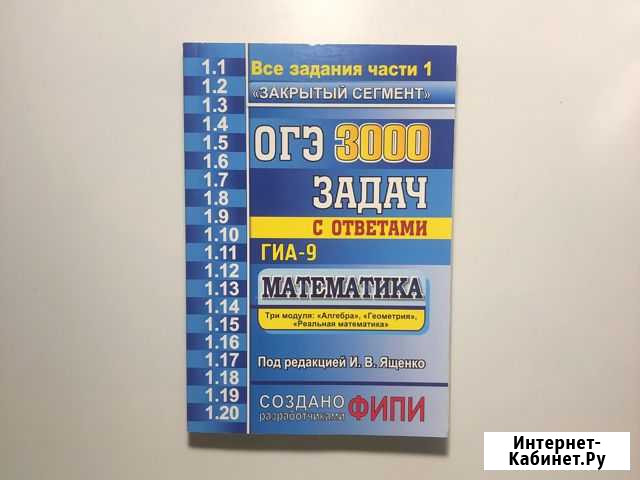 1.1
1.2
1.3
1.4
1.5
1.6
1.7
1.8
1.9
1.10
1.11
1.12
1.13
1.14
1.15
1.16
1.17
1.18
1.19
1.20
Все задания части 1
«ЗАКРЫТЫЙ СЕГМЕНТ»
ОГЭ 3000
ЗАДАЧ
С ОТВЕТАМИ
ГИА-9
МАТЕМАТИКА
Три модуля: «Алгебра», «Геометрия»,
«Реальная математика»
Под редакцией И. В. Ященко
СОЗДАНО
разработчиками
ФИПИ
Интернет-
Кабинет.Ру